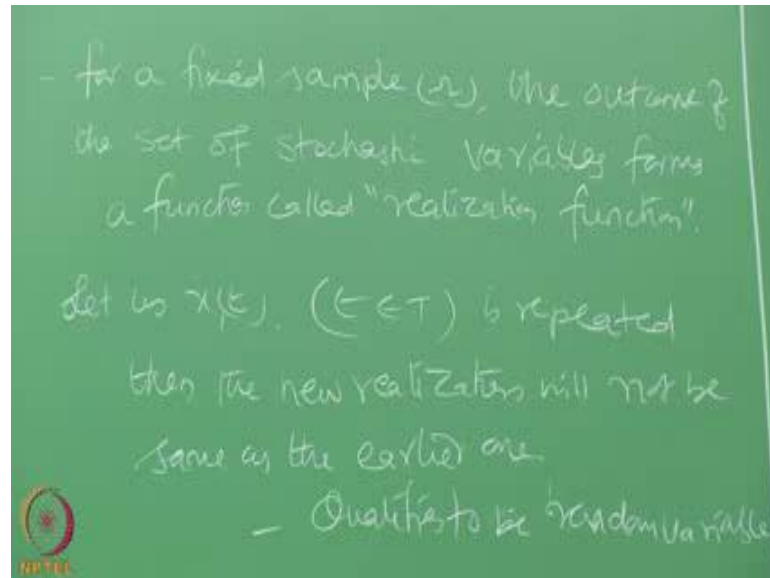 - for a fixed sample (Ω), the outcome of
the set of stochastic variables forms
a function called "realization function".
Let us x(t), (t ∈ T) is repeated
then the new realization will not be
same as the earlier one
- Qualifies to be random variable
NPTEL